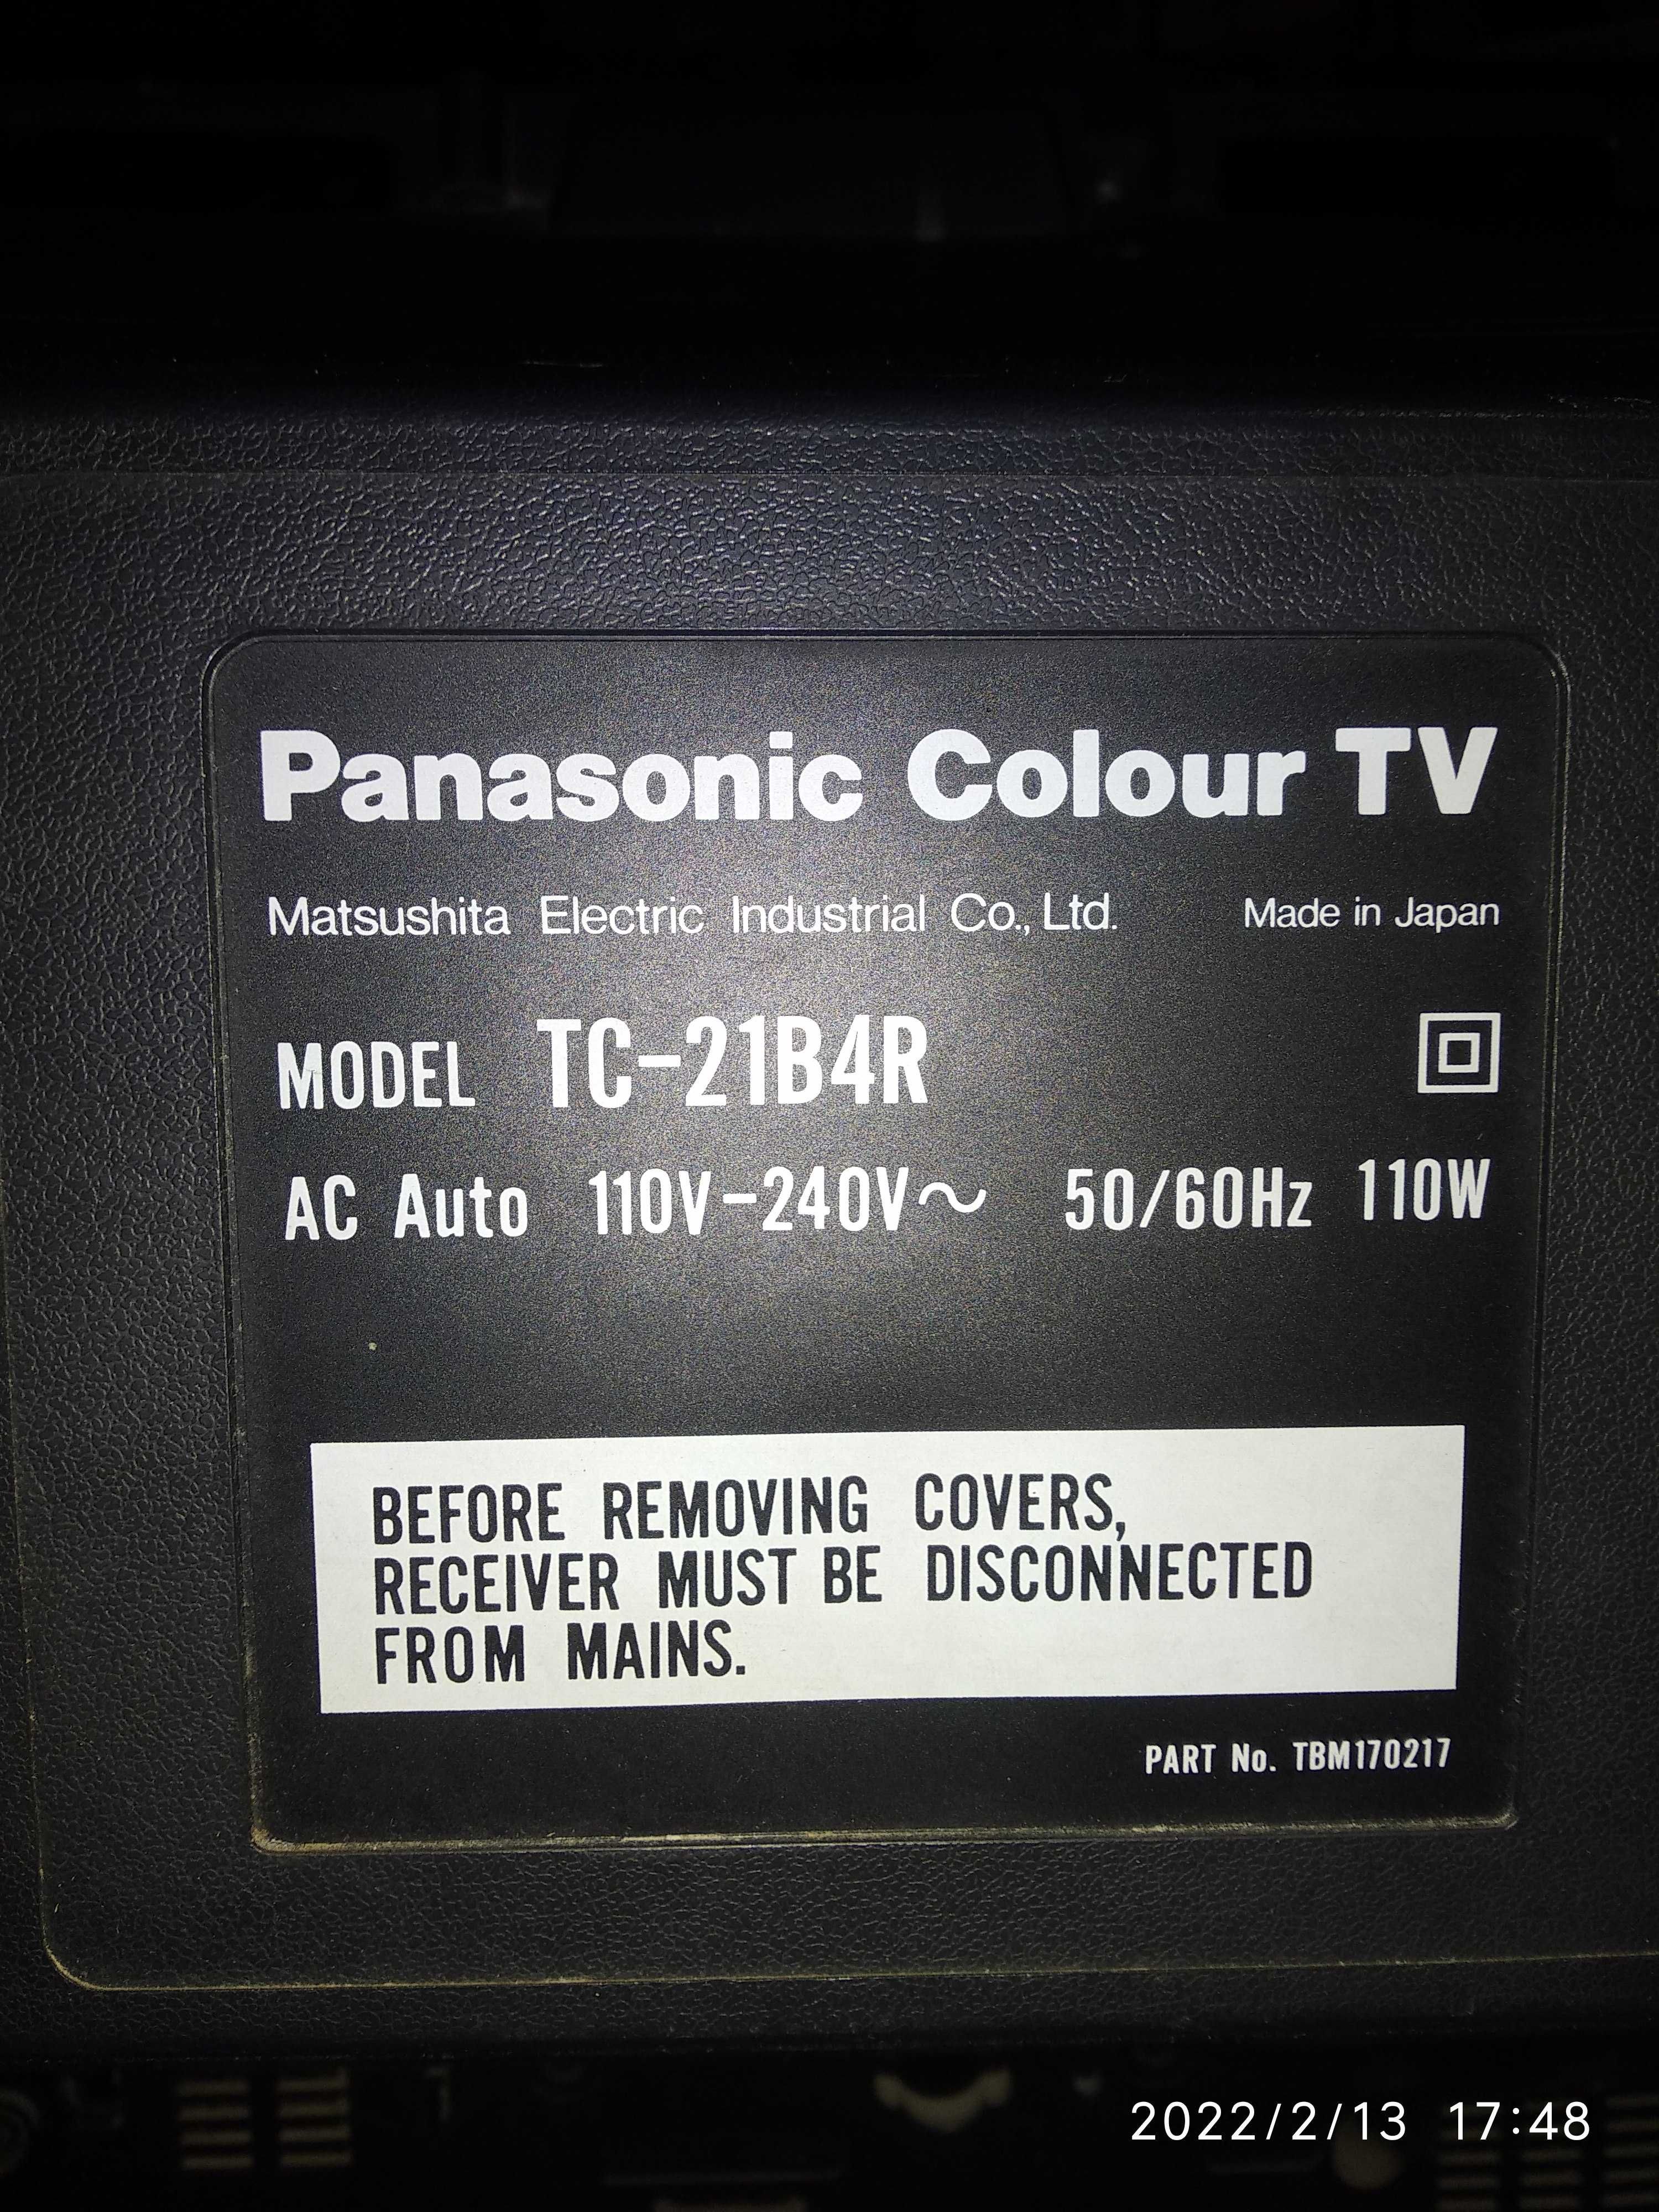 Panasonic Colour TV
Matsushita Electric Industrial Co., Ltd. Made in Japan
MODEL TC-21B4R
AC Auto 110V-240V~ 50/60Hz 110W
BEFORE REMOVING COVERS,
RECEIVER MUST BE DISCONNECTED
FROM MAINS.
PART No. TBM170217
2022/2/13 17:48